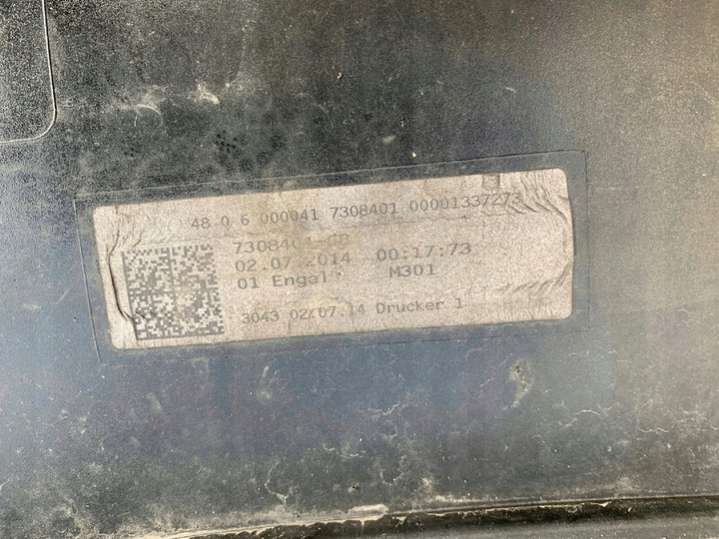 48 0 6 000041 7308401 00001337273
02.07.2014 00:17:73
01 Engel M301
3043 02.07.14 Drucker 1